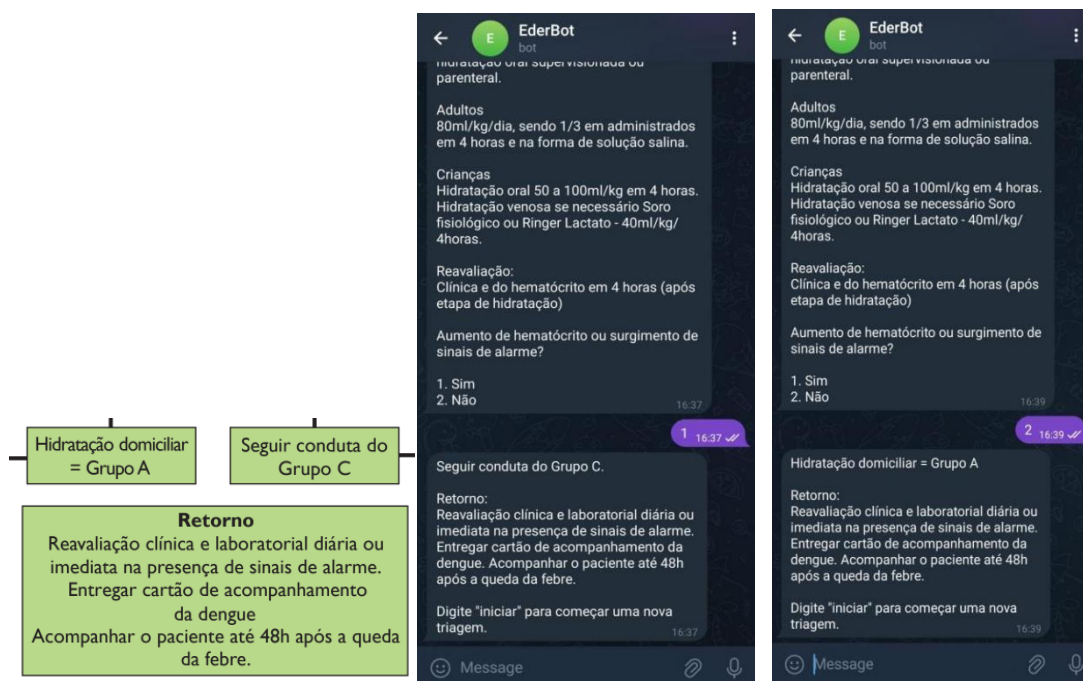 Hidratação domiciliar
= Grupo A
Seguir conduta do
Grupo C
Retorno
Reavaliação clínica e laboratorial diária ou
imediata na presença de sinais de alarme.
Entregar cartão de acompanhamento
da dengue
Acompanhar o paciente até 48h após a queda
da febre.
E
EderBot
bot
hidratação oral supervisionada ou
parenteral.
Adultos
80ml/kg/dia, sendo 1/3 em administrados
em 4 horas e na forma de solução salina.
Crianças
Hidratação oral 50 a 100ml/kg em 4 horas.
Hidratação venosa se necessário Soro
fisiológico ou Ringer Lactato - 40ml/kg/
4horas.
Reavaliação:
Clínica e do hematócrito em 4 horas (após
etapa de hidratação)
Aumento de hematócrito ou surgimento de
sinais de alarme?
1. Sim
2. Não
16:37
1 16:37
Seguir conduta do Grupo C.
Retorno:
Reavaliação clínica e laboratorial diária ou
imediata na presença de sinais de alarme.
Entregar cartão de acompanhamento da
dengue. Acompanhar o paciente até 48h
após a queda da febre.
Digite "iniciar" para começar uma nova
triagem.
16:37
Message
E
EderBot
bot
hidratação oral supervisionada ou
parenteral.
Adultos
80ml/kg/dia, sendo 1/3 em administrados
em 4 horas e na forma de solução salina.
Crianças
Hidratação oral 50 a 100ml/kg em 4 horas.
Hidratação venosa se necessário Soro
fisiológico ou Ringer Lactato - 40ml/kg/
4horas.
Reavaliação:
Clínica e do hematócrito em 4 horas (após
etapa de hidratação)
Aumento de hematócrito ou surgimento de
sinais de alarme?
1. Sim
2. Não
16:39
2 16:39
Hidratação domiciliar = Grupo A
Retorno:
Reavaliação clínica e laboratorial diária ou
imediata na presença de sinais de alarme.
Entregar cartão de acompanhamento da
dengue. Acompanhar o paciente até 48h
após a queda da febre.
Digite "iniciar" para começar uma nova
triagem.
16:39
Message